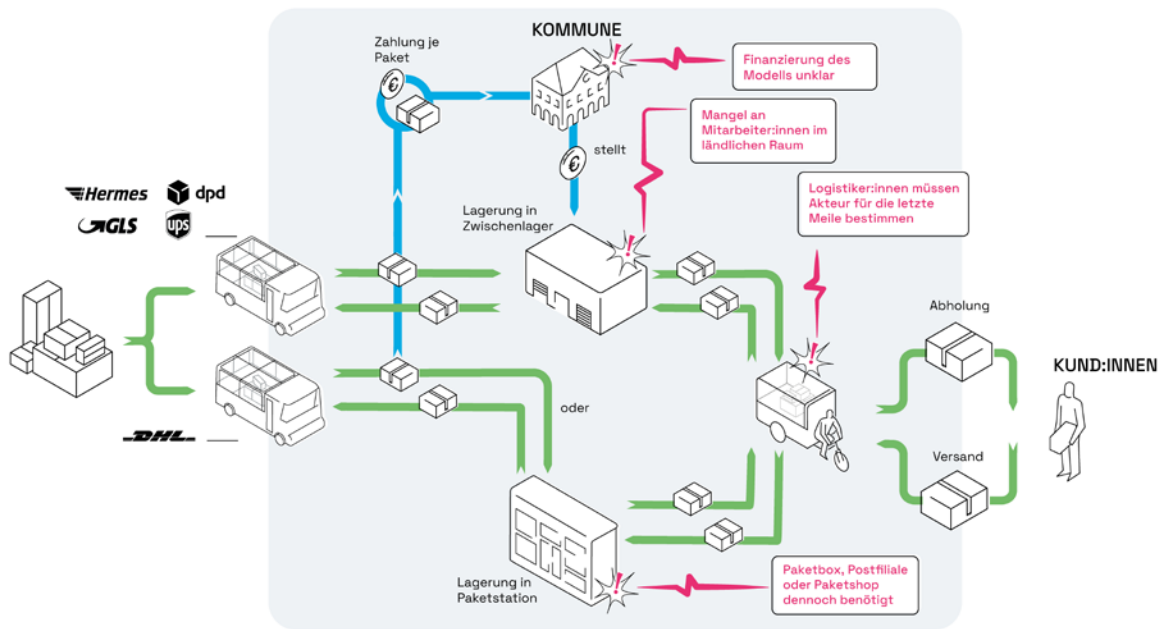 KOMMUNE
Zahlung je
Paket
€
Finanzierung des
Modells unklar
Mangel an
Mitarbeiter:innen im
ländlichen Raum
stellt
€
Logistiker:innen müssen
Akteur für die letzte
Meile bestimmen
Hermes
dpd
GLS
ups
Lagerung in
Zwischenlager
Abholung
KUND:INNEN
oder
DHL
Versand
Lagerung in
Paketstation
Paketbox, Postfiliale
oder Paketshop
dennoch benötigt